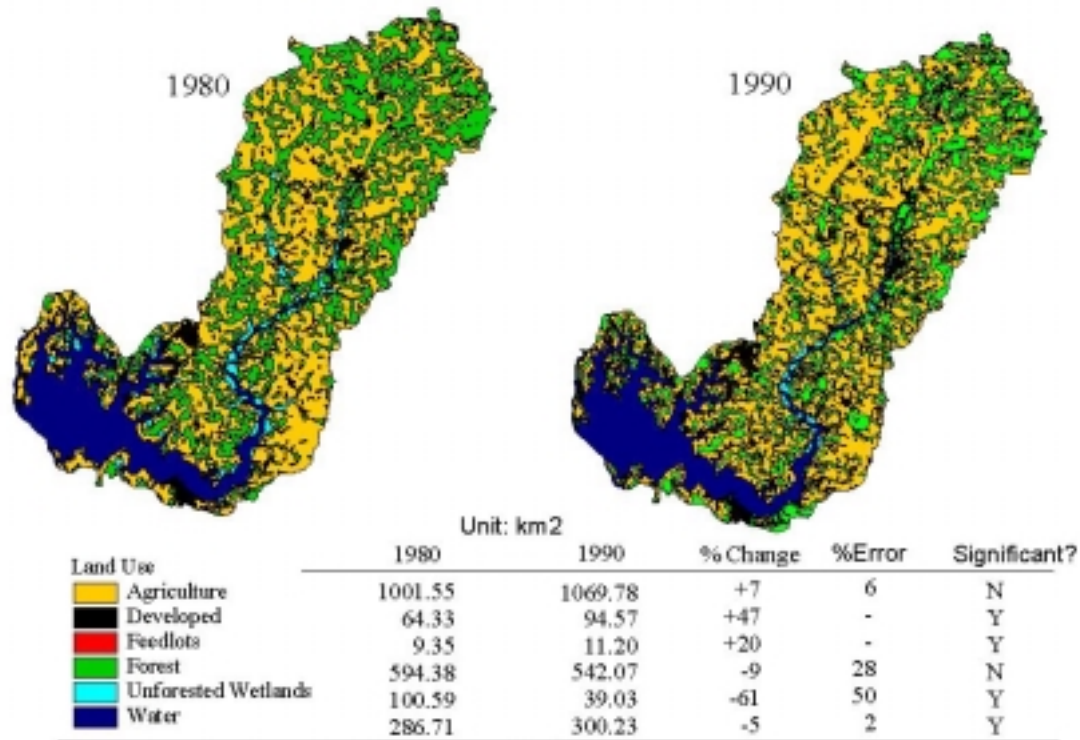 1980
1990
Unit: km2
Land Use 1980 1990 % Change %Error Significant?
Agriculture 1001.55 1069.78 +7 6 N
Developed 64.33 94.57 +47 - Y
Feedlots 9.35 11.20 +20 - Y
Forest 594.38 542.07 -9 28 N
Unforested Wetlands 100.59 39.03 -61 50 Y
Water 286.71 300.23 -5 2 Y